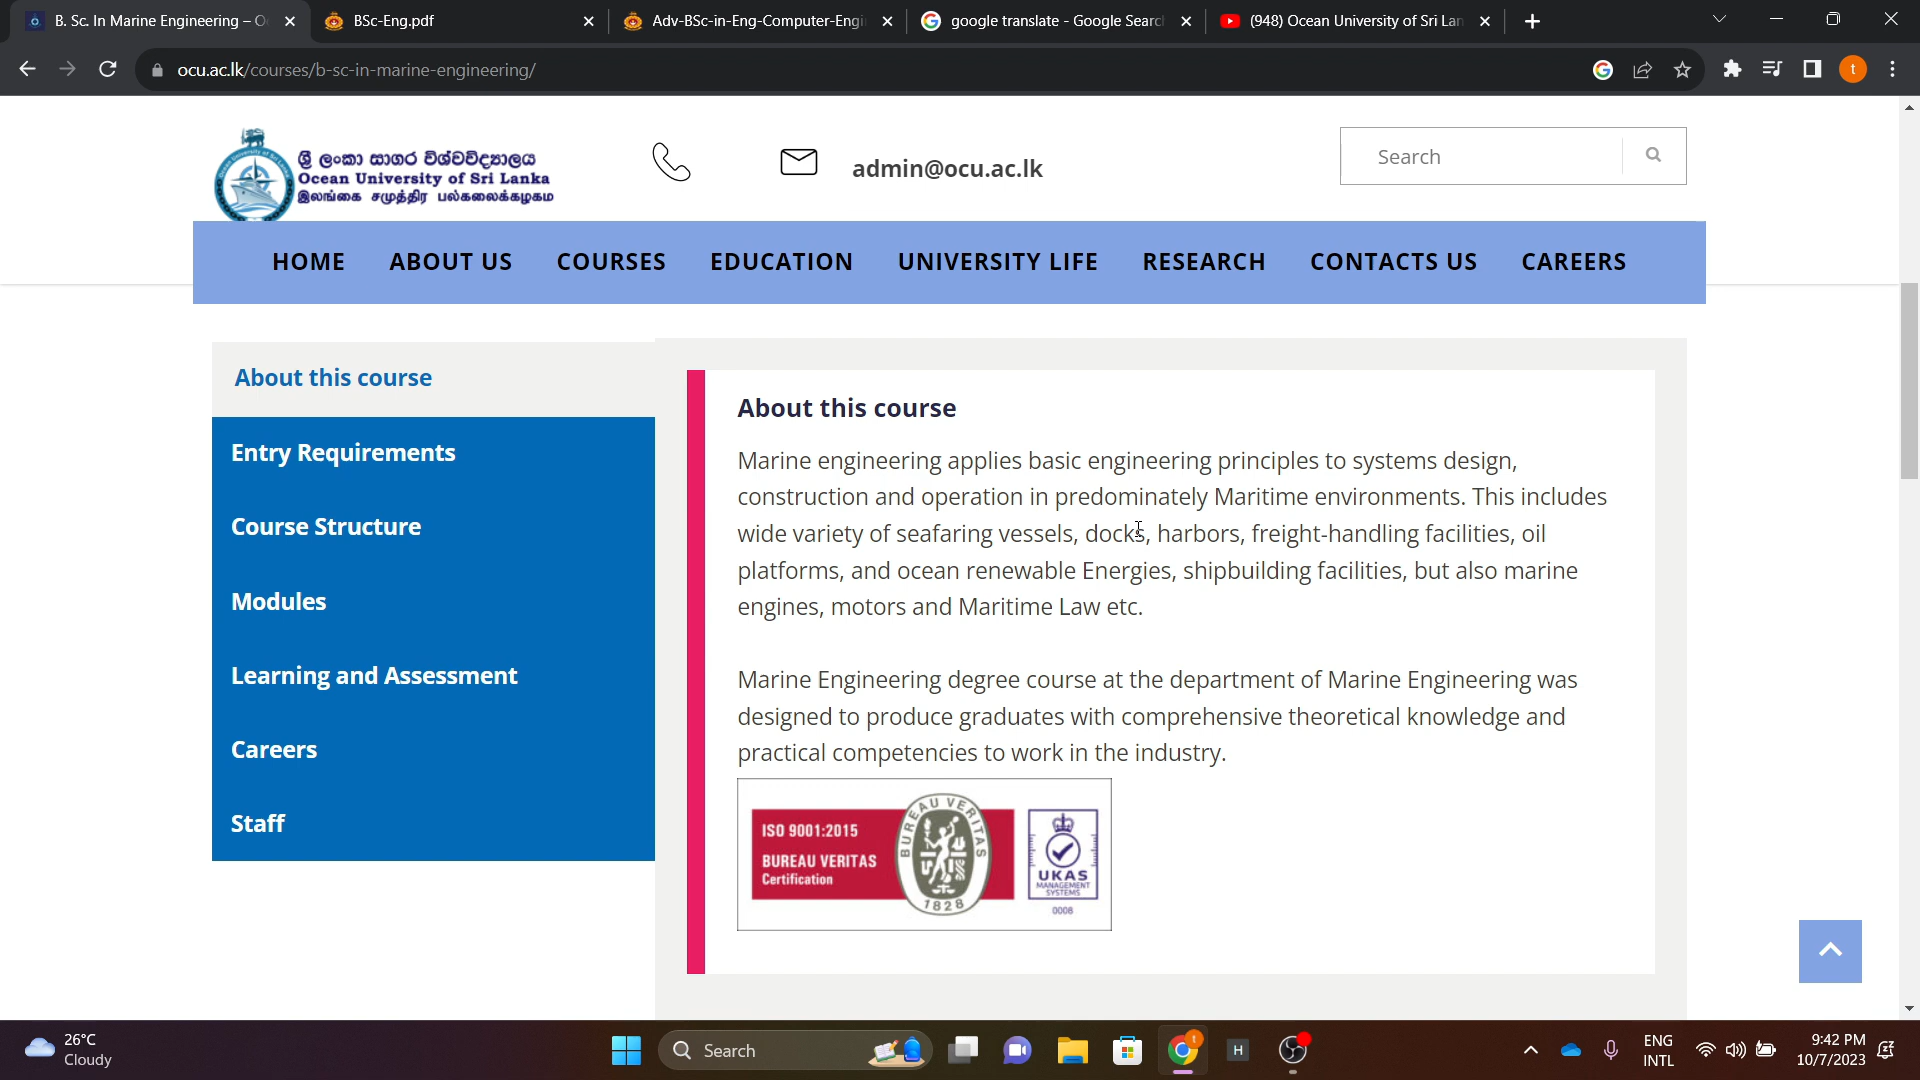 B. Sc. In Marine Engineering – O
BSc-Eng.pdf
Adv-BSc-in-Eng-Computer-Engi
google translate - Google Searc
(948) Ocean University of Sri Lan
ocu.ac.lk/courses/b-sc-in-marine-engineering/
t
ශ්‍රී ලංකා සාගර විශ්වවිද්‍යාලය
Ocean University of Sri Lanka
இலங்கை சமுத்திர பல்கலைக்கழகம்
admin@ocu.ac.lk
Search
HOME ABOUT US COURSES EDUCATION UNIVERSITY LIFE RESEARCH CONTACTS US CAREERS
About this course
Entry Requirements
Course Structure
Modules
Learning and Assessment
Careers
Staff
About this course
Marine engineering applies basic engineering principles to systems design,
construction and operation in predominately Maritime environments. This includes
wide variety of seafaring vessels, docks, harbors, freight-handling facilities, oil
platforms, and ocean renewable Energies, shipbuilding facilities, but also marine
engines, motors and Maritime Law etc.
Marine Engineering degree course at the department of Marine Engineering was
designed to produce graduates with comprehensive theoretical knowledge and
practical competencies to work in the industry.
ISO 9001:2015
BUREAU VERITAS
Certification
BUREAU VERITAS
1828
UKAS
MANAGEMENT
SYSTEMS
0008
26°C
Cloudy
Search
t
H
ENG
INTL
9:42 PM
10/7/2023